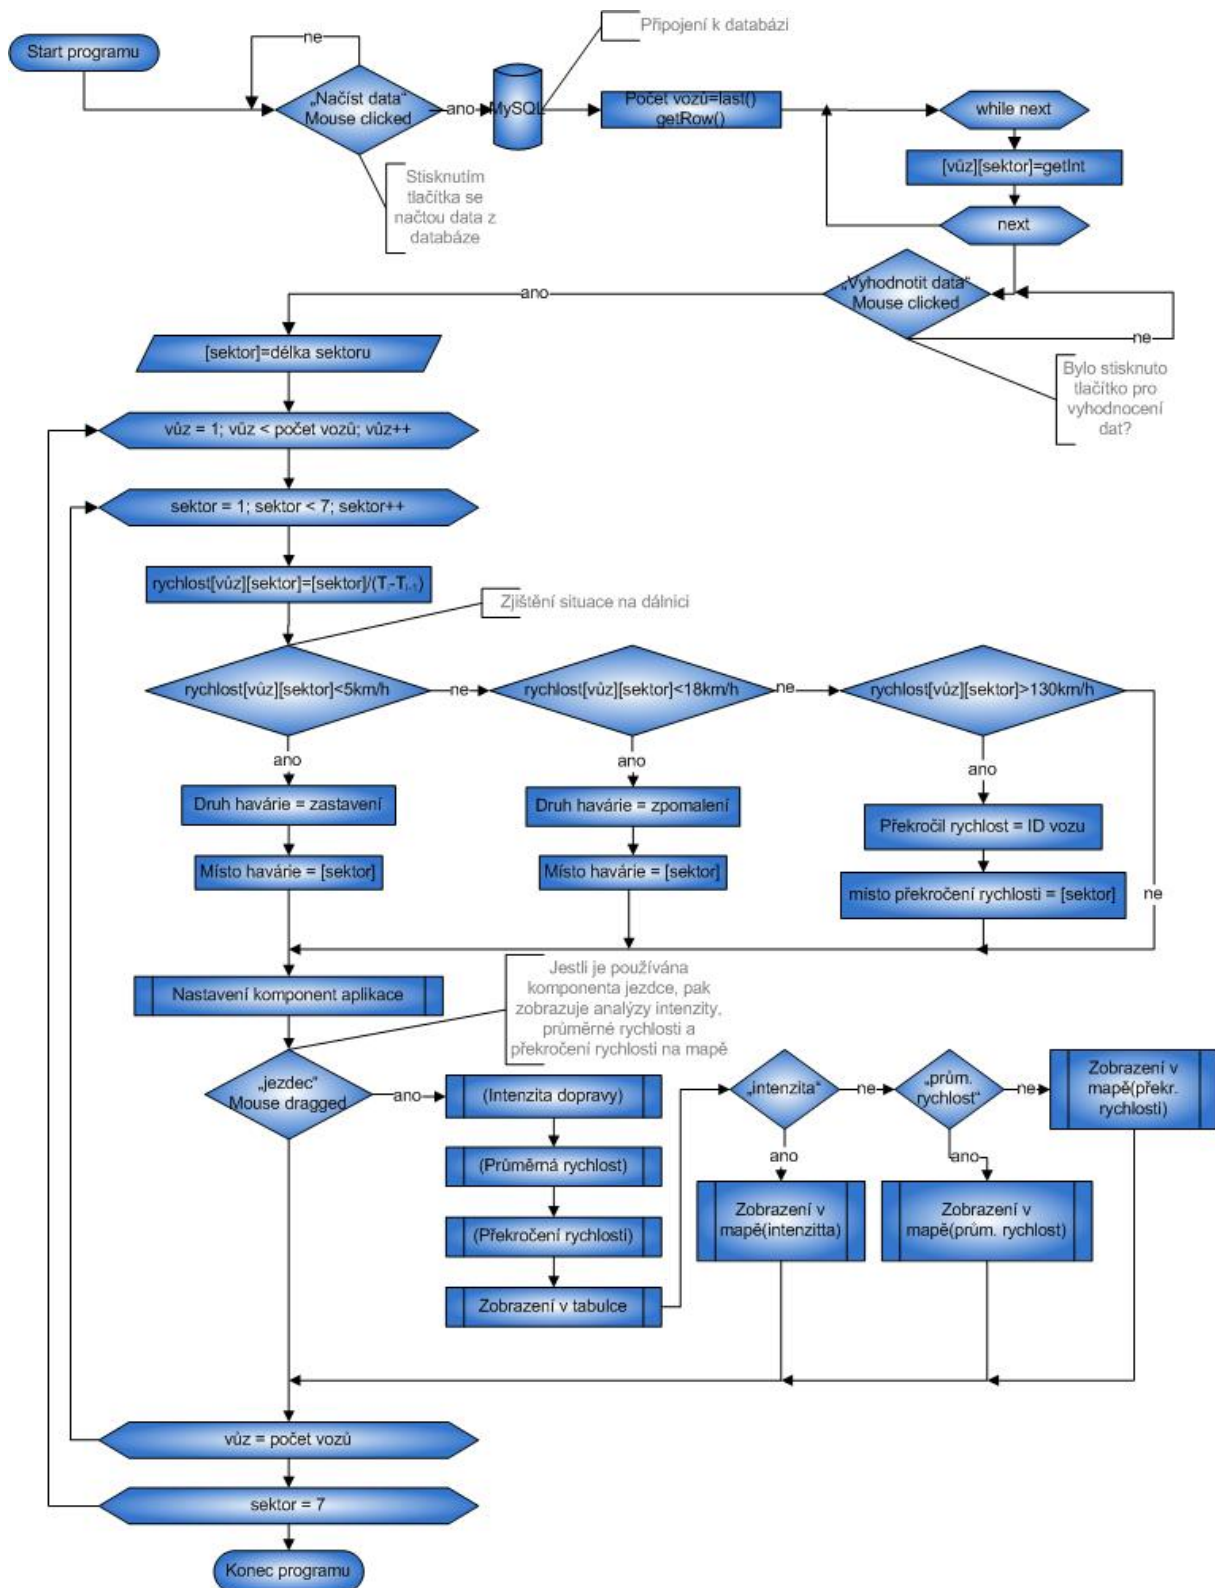 Start programu
ne
„Načíst data“
Mouse clicked
ano
MySQL
Připojení k databázi
Počet vozů=last()
getRow()
while next
[vůz][sektor]=getInt
next
Stisknutím
tlačítka se
načtou data z
databáze
„Vyhodnotit data“
Mouse clicked
ano
ne
Bylo stisknuto
tlačítko pro
vyhodnocení
dat?
[sektor]=délka sektoru
vůz = 1; vůz < počet vozů; vůz++
sektor = 1; sektor < 7; sektor++
rychlost[vůz][sektor]=[sektor]/(Tᵢ-Tᵢ₋₁)
Zjištění situace na dálnici
rychlost[vůz][sektor]<5km/h
ne
rychlost[vůz][sektor]<18km/h
ne
rychlost[vůz][sektor]>130km/h
ano
ano
ano
Druh havárie = zastavení
Druh havárie = zpomalení
Překročil rychlost = ID vozu
Místo havárie = [sektor]
Místo havárie = [sektor]
místo překročení rychlosti = [sektor]
ne
Nastavení komponent aplikace
Jestli je používána
komponenta jezdce, pak
zobrazuje analýzy intenzity,
průměrné rychlosti a
překročení rychlosti na mapě
„jezdec“
Mouse dragged
ano
(Intenzita dopravy)
(Průměrná rychlost)
(Překročení rychlosti)
Zobrazení v tabulce
„intenzita“
ne
„prům.
rychlost“
ne
Zobrazení v
mapě(překr.
rychlosti)
ano
ano
Zobrazení v
mapě(intenzitta)
Zobrazení v
mapě(prům. rychlost)
vůz = počet vozů
sektor = 7
Konec programu